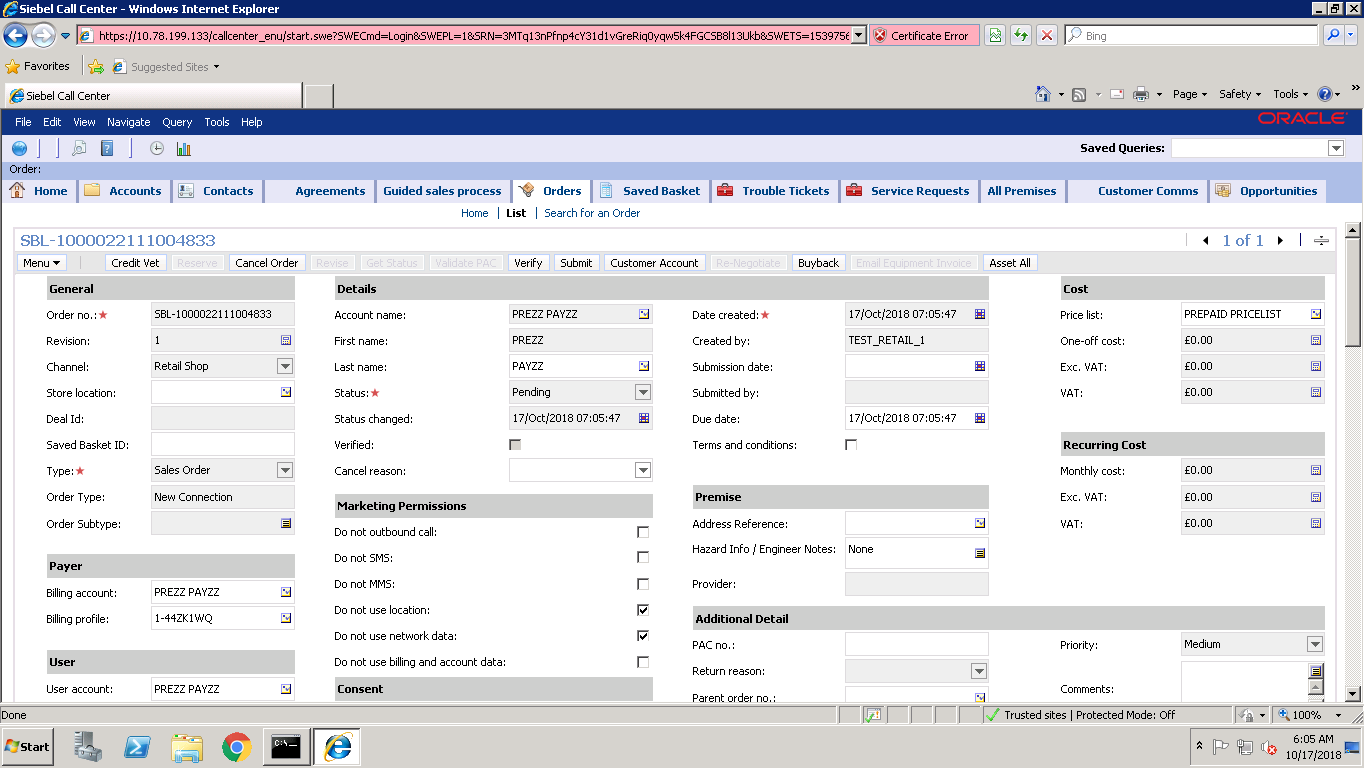 Siebel Call Center - Windows Internet Explorer
https://10.78.199.133/callcenter_enu/start.swe?SWECmd=Login&SWEPL=1&SRN=3MTq13nPfnp4cY31d1vGreRiq0yqw5k4FGCSB8l13Ukb&SWETS=1539756 Certificate Error Bing
Favorites Suggested Sites
Siebel Call Center Page Safety Tools
File Edit View Navigate Query Tools Help ORACLE
Saved Queries:
Order:
Home Accounts Contacts Agreements Guided sales process Orders Saved Basket Trouble Tickets Service Requests All Premises Customer Comms Opportunities
Home List Search for an Order
SBL-1000022111004833 1 of 1
Menu Credit Vet Reserve Cancel Order Revise Get Status Validate PAC Verify Submit Customer Account Re-Negotiate Buyback Email Equipment Invoice Asset All
General Details Cost
Order no.:★ SBL-1000022111004833 Account name: PREZZ PAYZZ Date created:★ 17/Oct/2018 07:05:47 Price list: PREPAID PRICELIST
Revision: 1 First name: PREZZ Created by: TEST_RETAIL_1 One-off cost: £0.00
Channel: Retail Shop Last name: PAYZZ Submission date: Exc. VAT: £0.00
Store location: Status:★ Pending Submitted by: VAT: £0.00
Deal Id: Status changed: 17/Oct/2018 07:05:47 Due date: 17/Oct/2018 07:05:47
Saved Basket ID: Verified: Terms and conditions: Recurring Cost
Type:★ Sales Order Cancel reason: Monthly cost: £0.00
Order Type: New Connection Marketing Permissions Premise Exc. VAT: £0.00
Order Subtype: Do not outbound call: Address Reference: VAT: £0.00
Do not SMS: Hazard Info / Engineer Notes: None
Payer
Billing account: PREZZ PAYZZ Do not MMS: Provider:
Billing profile: 1-44ZK1WQ Do not use location: Additional Detail
Do not use network data: PAC no.: Priority: Medium
User Do not use billing and account data: Return reason:
User account: PREZZ PAYZZ Consent Parent order no.: Comments:
Done Trusted sites | Protected Mode: Off 100%
Start C:\. 6:05 AM
10/17/2018